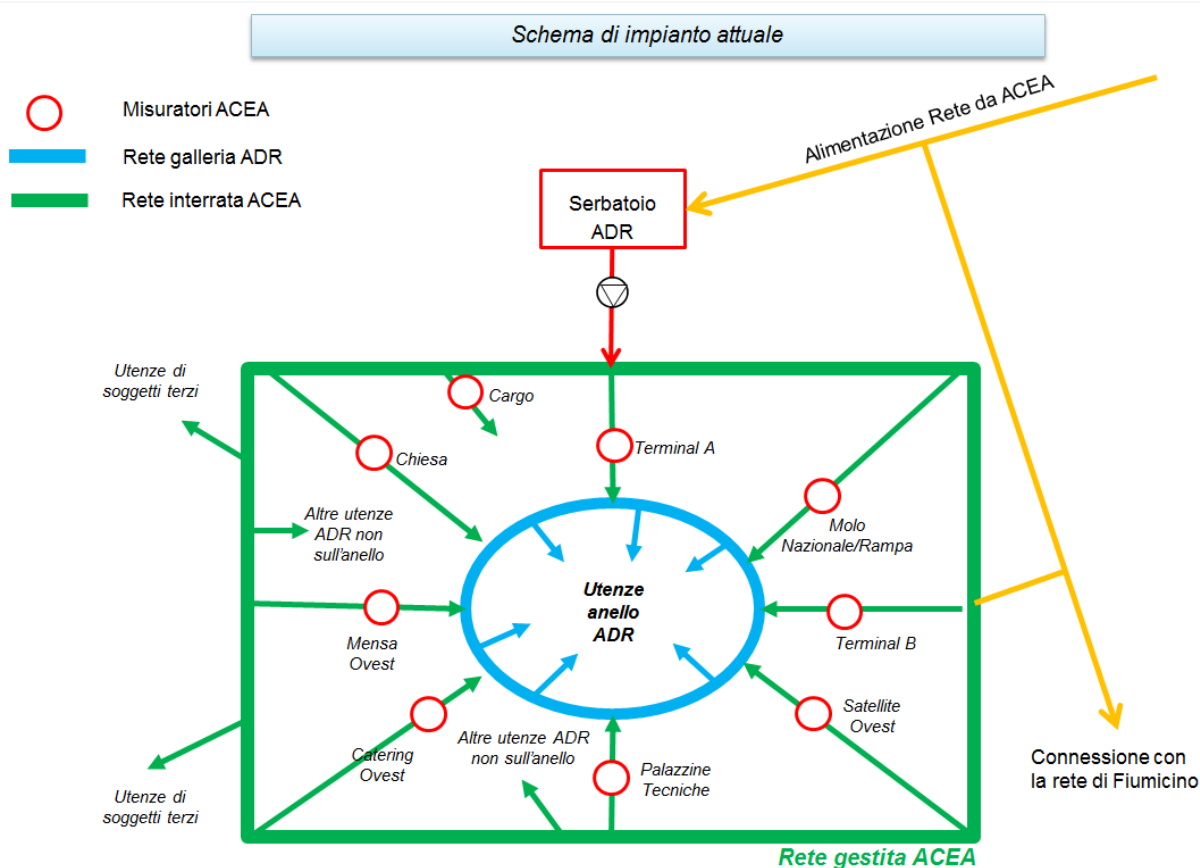 Schema di impianto attuale
Misuratori ACEA
Rete galleria ADR
Rete interrata ACEA
Alimentazione Rete da ACEA
Serbatoio
ADR
Utenze di
soggetti terzi
Cargo
Chiesa
Terminal A
Altre utenze
ADR non
sull'anello
Molo
Nazionale/Rampa
Utenze
anello
ADR
Mensa
Ovest
Terminal B
Satellite
Ovest
Catering
Ovest
Altre utenze ADR
non sull'anello
Palazzine
Tecniche
Connessione con
la rete di Fiumicino
Utenze di
soggetti terzi
Rete gestita ACEA